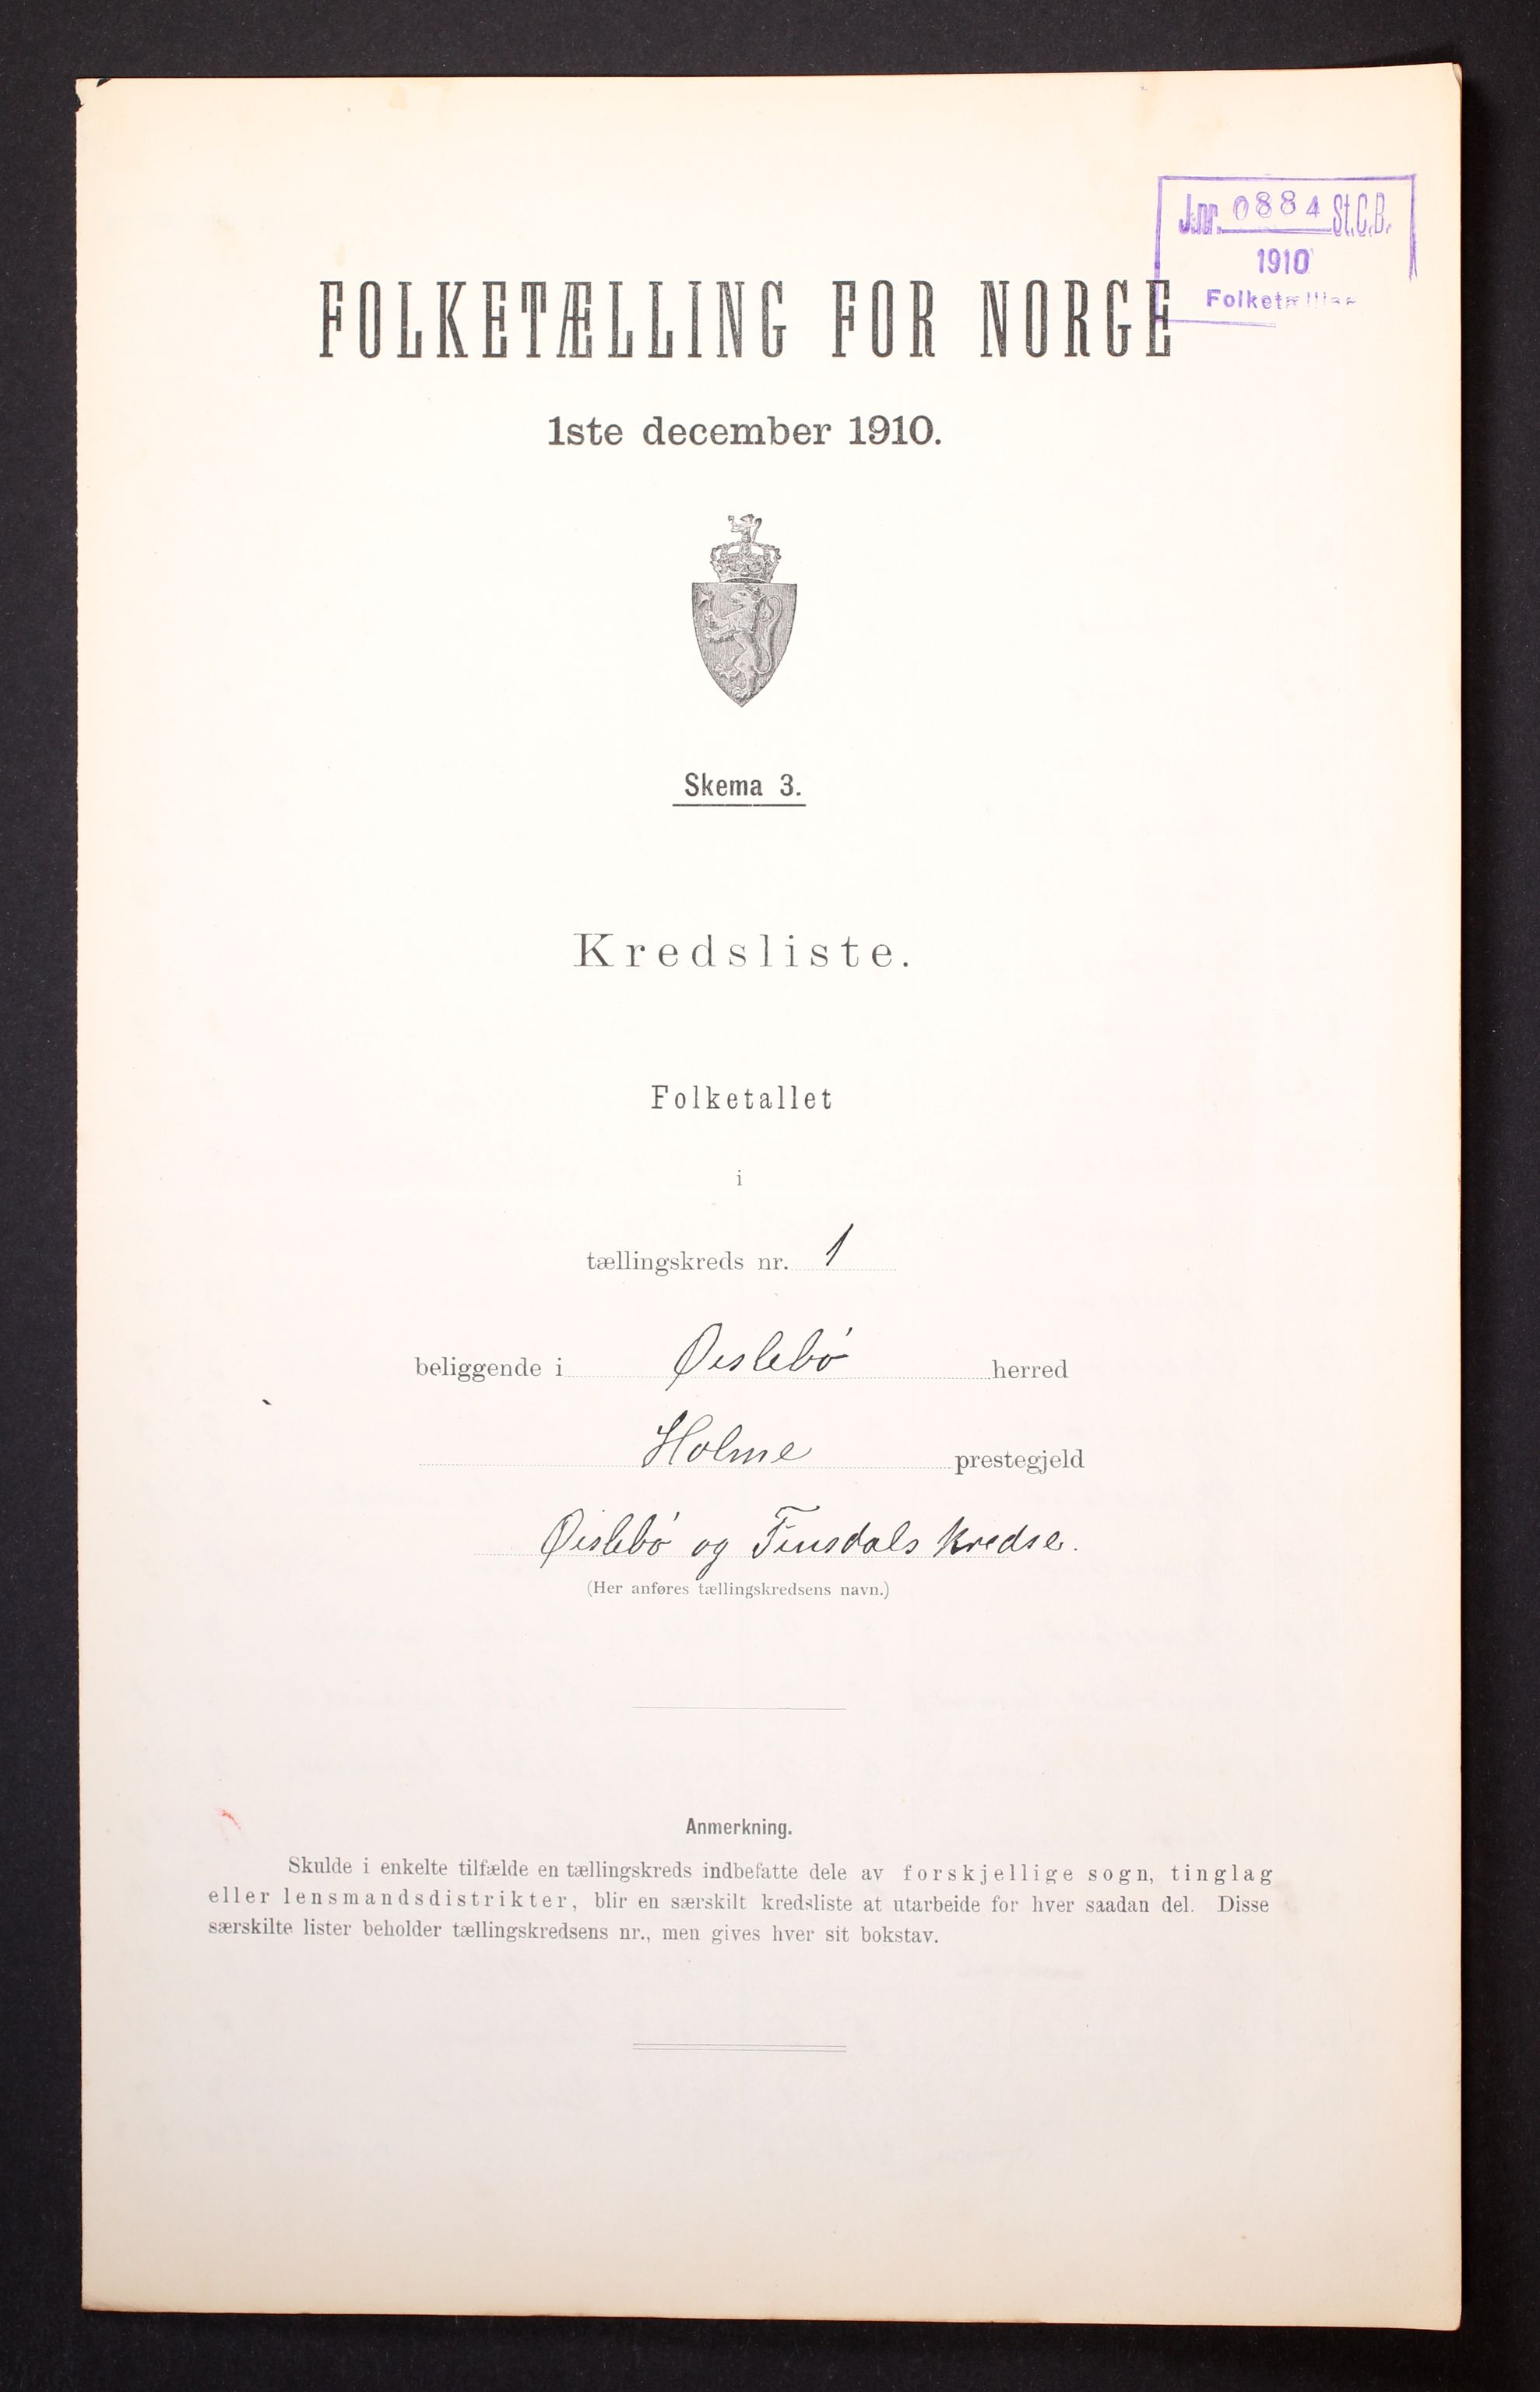 J.nr. 0884 St.C.B.
1910
Folketælling
FOLKETÆLLING FOR NORGE
1ste december 1910.
Skema 3.
Kredsliste.
Folketallet
i
tællingskreds nr. 1
beliggende i Øislebø herred
Holme prestegjeld
Øislebø og Finsdals kredse.
(Her anføres tællingskredsens navn.)
Anmerkning.
Skulde i enkelte tilfælde en tællingskreds indbefatte dele av forskjellige sogn, tinglag
eller lensmandsdistrikter, blir en særskilt kredsliste at utarbeide for hver saadan del. Disse
særskilte lister beholder tællingskredsens nr., men gives hver sit bokstav.